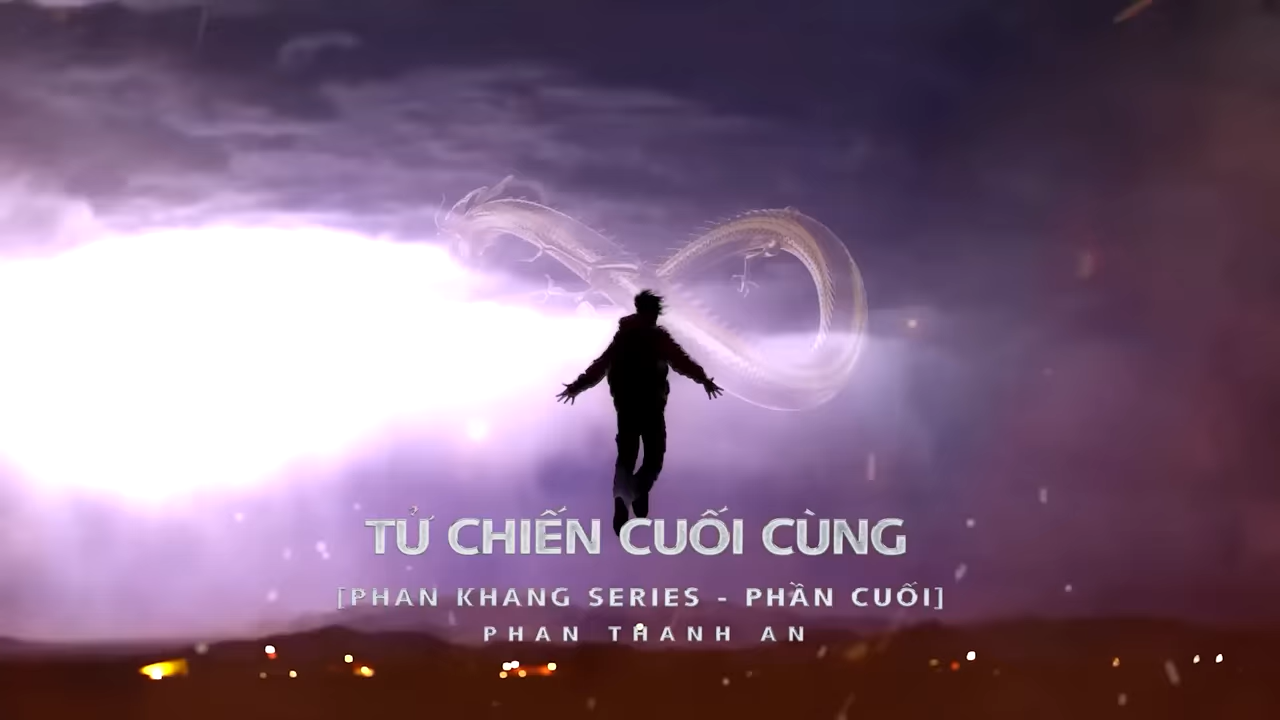 TỬ CHIẾN CUỐI CÙNG
[PHAN KHANG SERIES - PHẦN CUỐI]
PHAN THANH AN